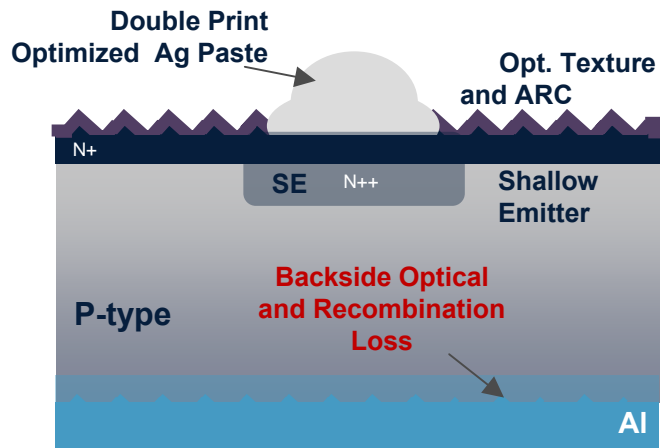 Double Print
Optimized Ag Paste
Opt. Texture
and ARC
N+
SE
N++
Shallow
Emitter
Backside Optical
and Recombination
Loss
P-type
Al